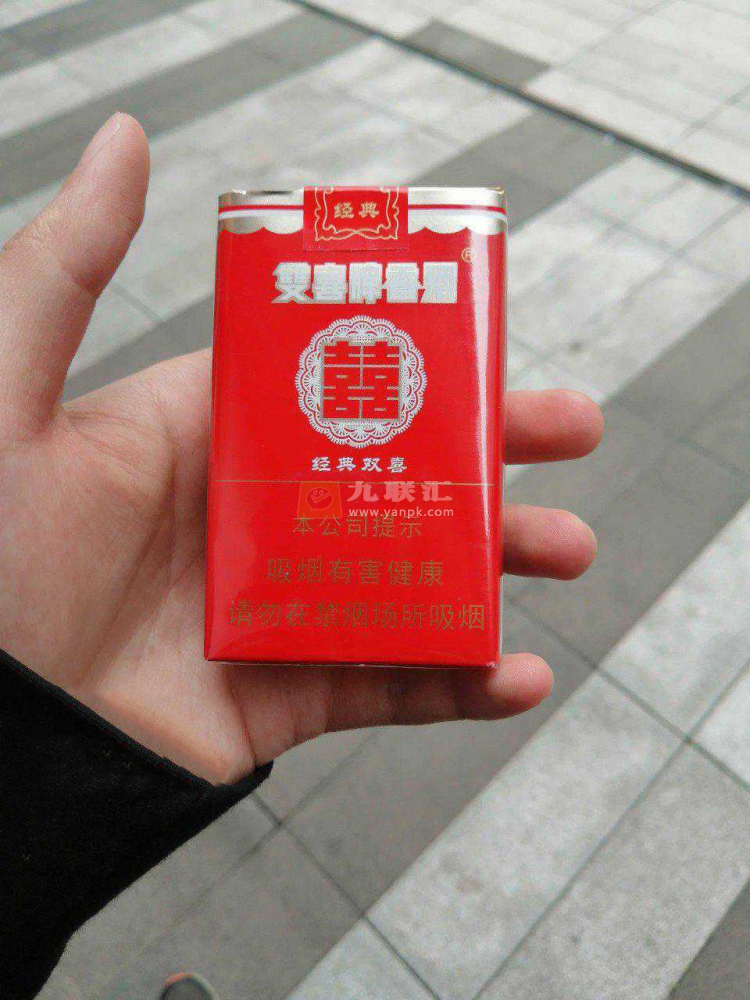 经典
雙喜牌香烟®
囍
经典双喜
九联汇
www.yanpk.com
本公司提示
吸烟有害健康
请勿在禁烟场所吸烟